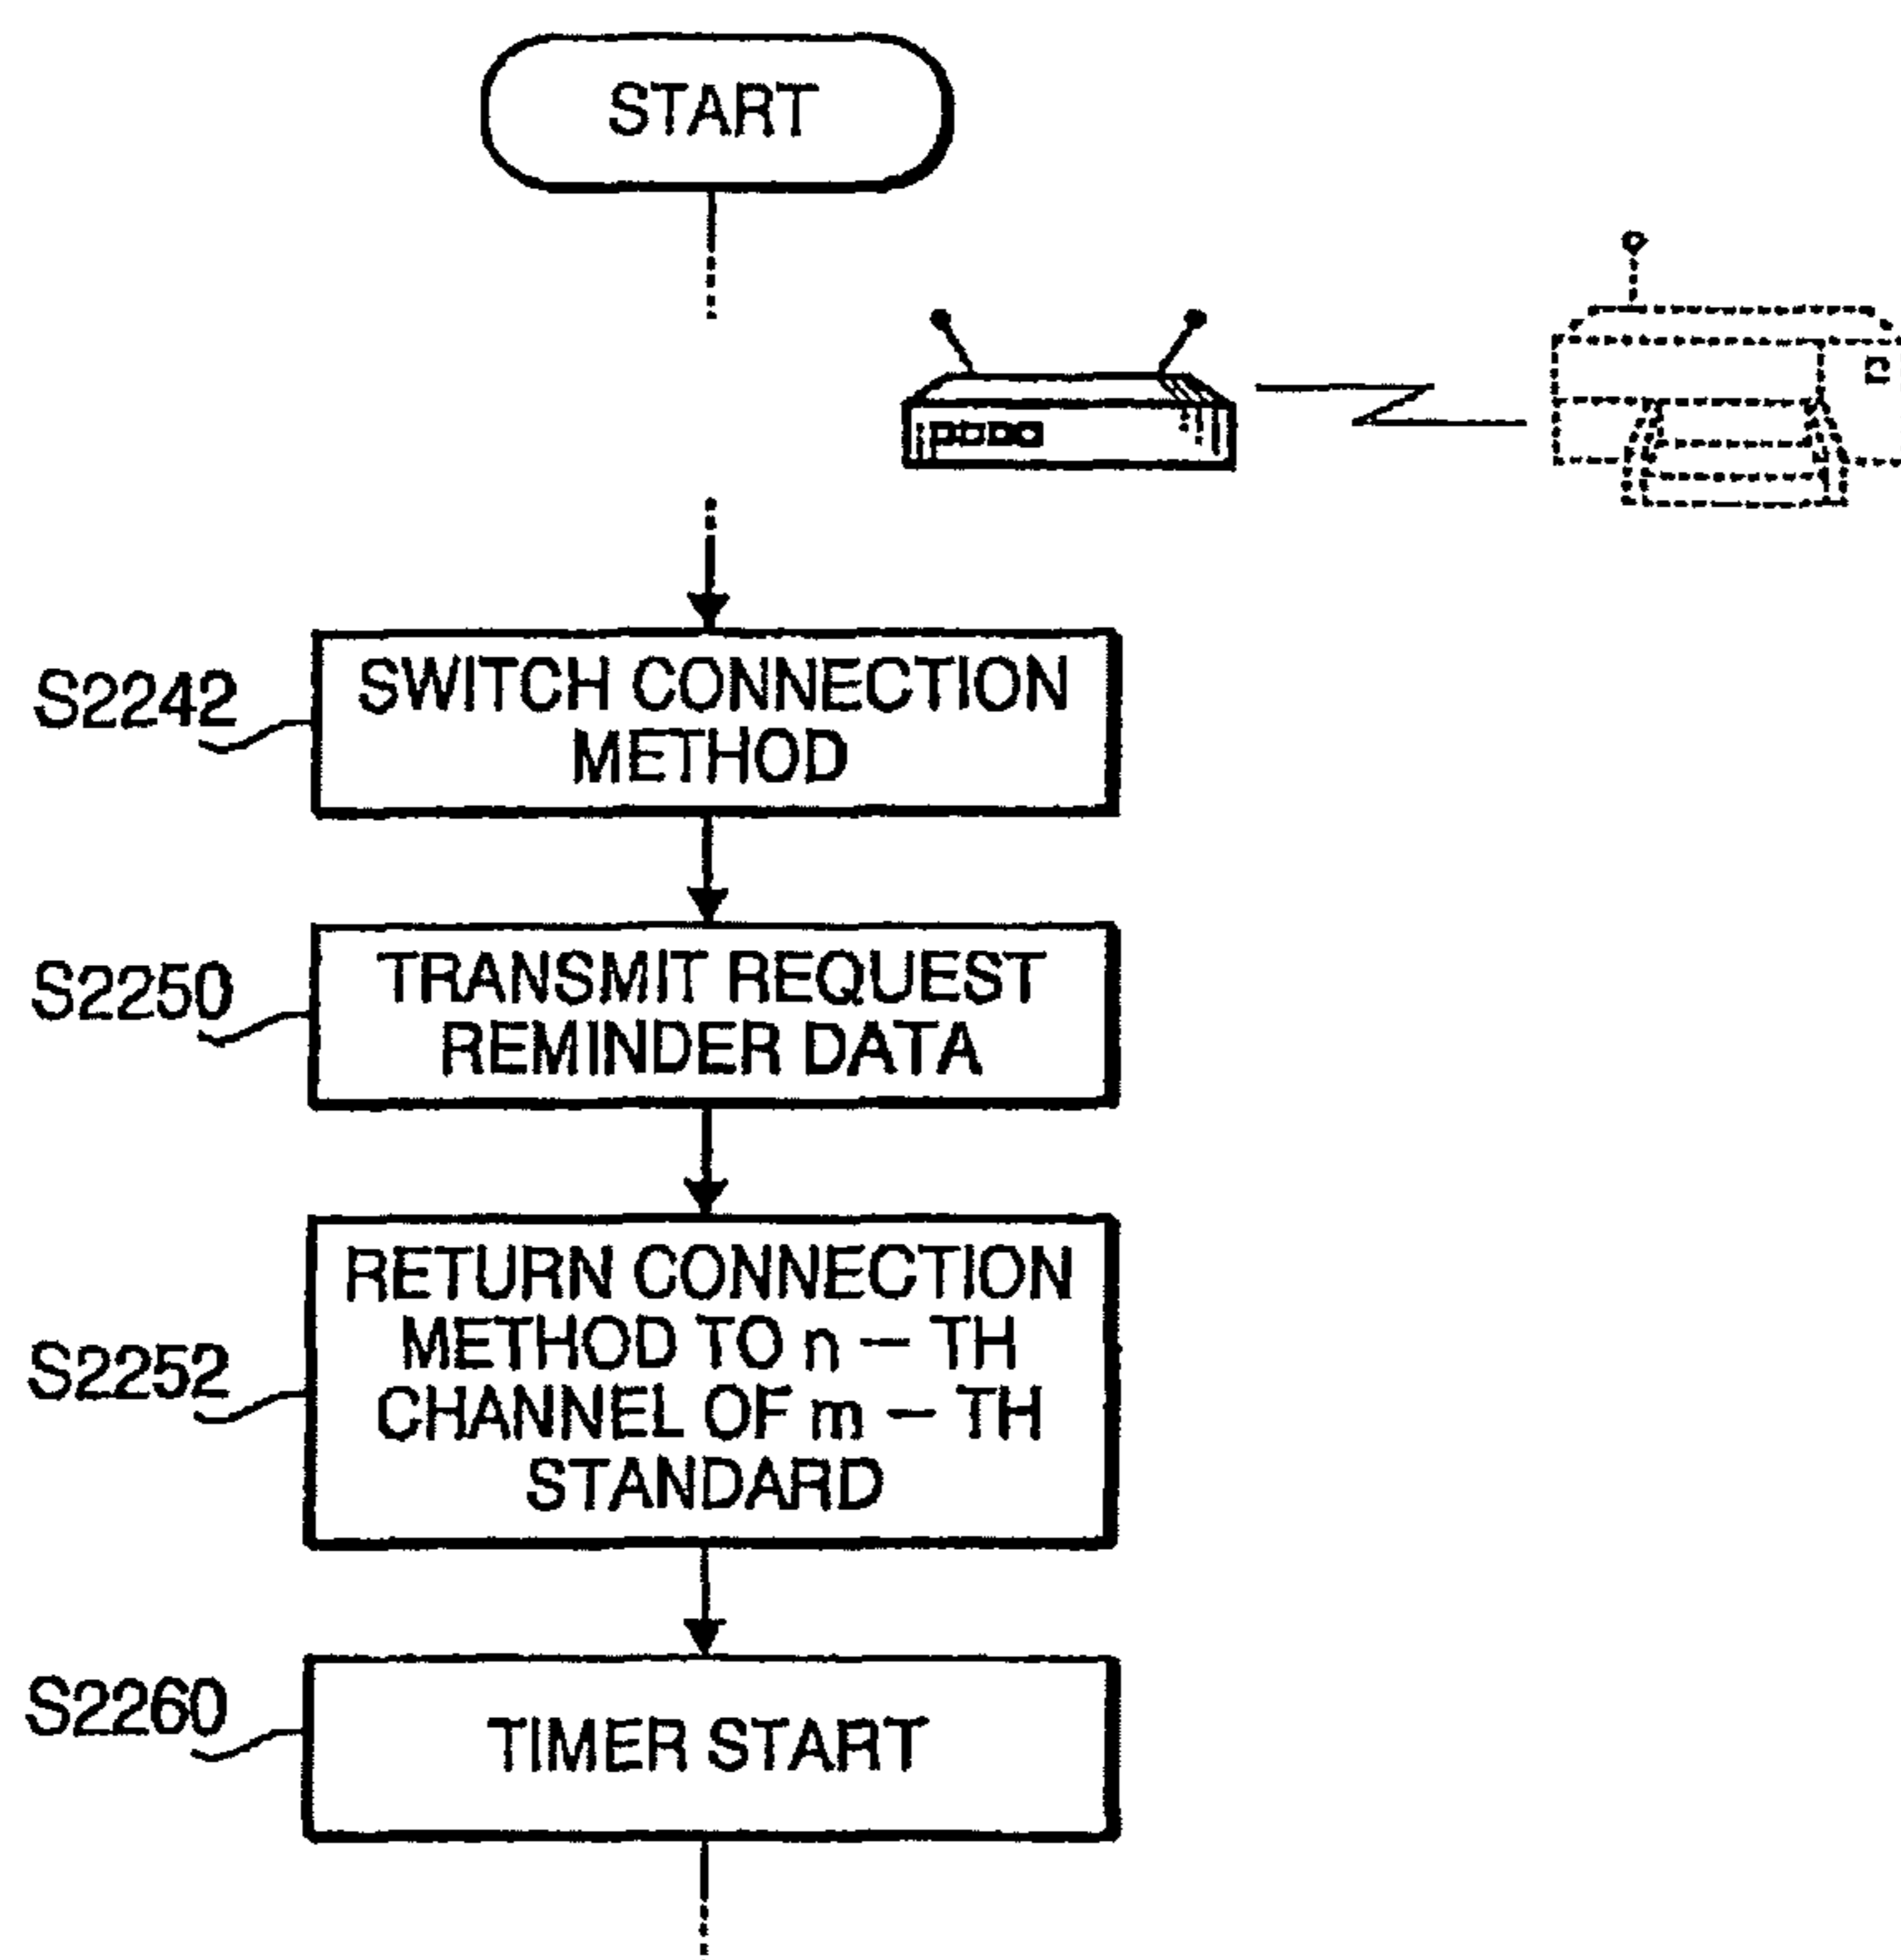 START
S2242
SWITCH CONNECTION
METHOD
S2250
TRANSMIT REQUEST
REMINDER DATA
S2252
RETURN CONNECTION
METHOD TO n – TH
CHANNEL OF m – TH
STANDARD
S2260
TIMER START